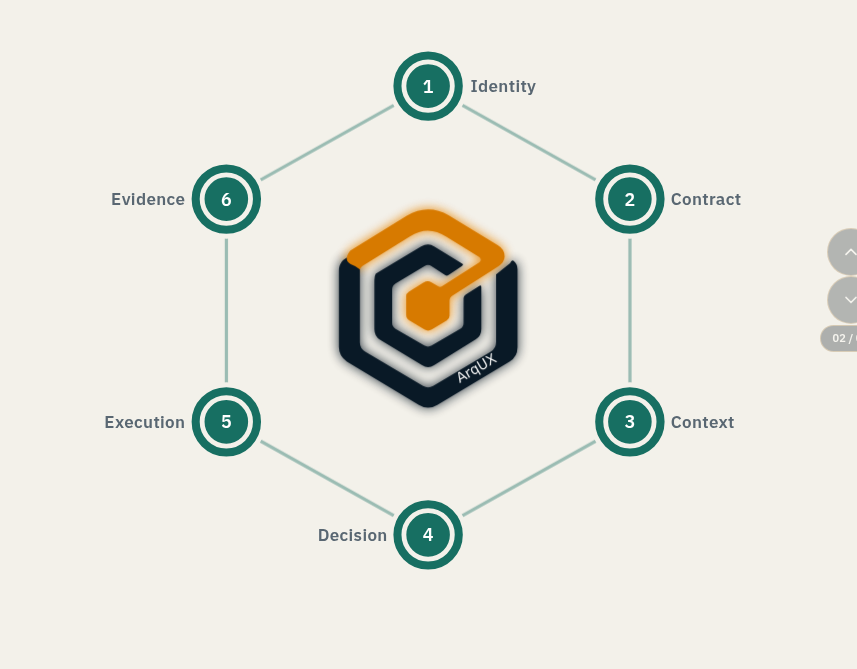 1 Identity
6 Evidence
2 Contract
02 /
ArqUX
5 Execution
3 Context
4 Decision